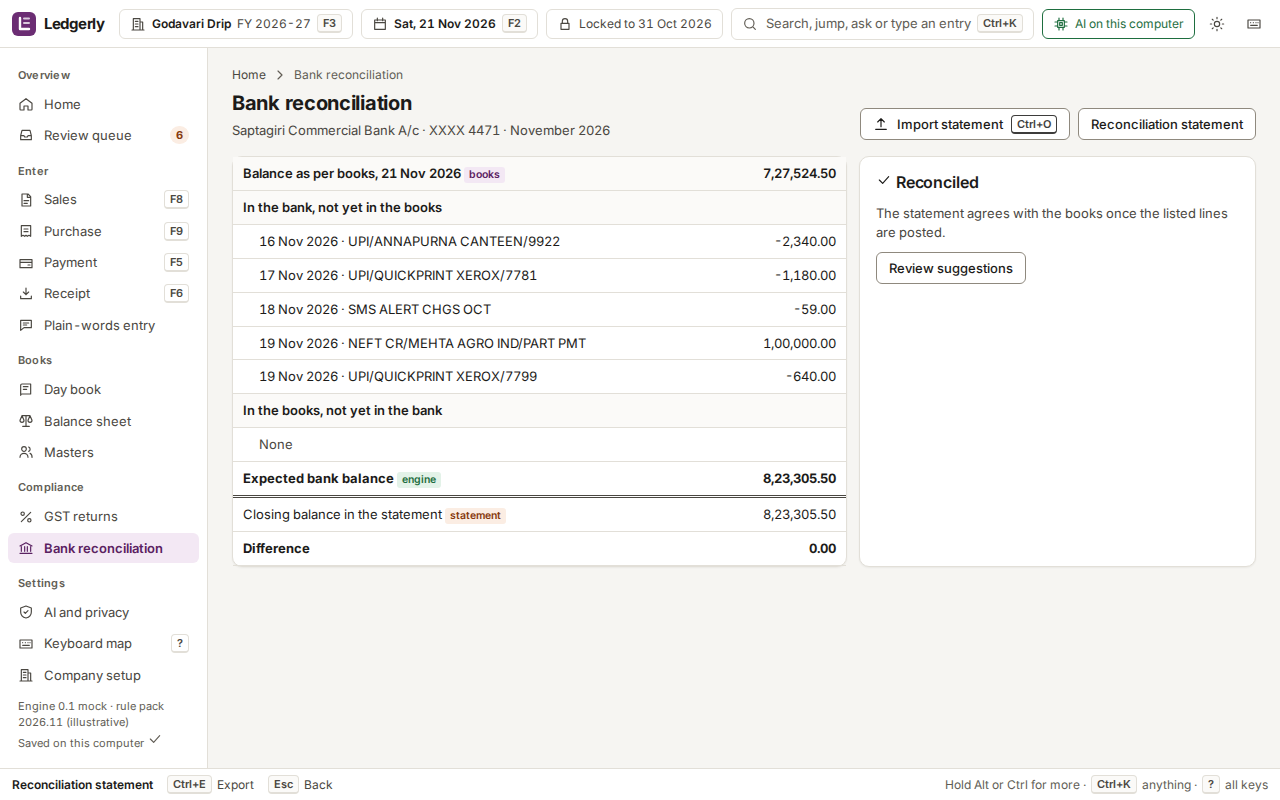 Ledgerly
Godavari Drip FY 2026-27 F3
Sat, 21 Nov 2026 F2
Locked to 31 Oct 2026
Search, jump, ask or type an entry Ctrl+K
AI on this computer
Overview
Home
Review queue 6
Enter
Sales F8
Purchase F9
Payment F5
Receipt F6
Plain-words entry
Books
Day book
Balance sheet
Masters
Compliance
GST returns
Bank reconciliation
Settings
AI and privacy
Keyboard map ?
Company setup
Engine 0.1 mock · rule pack
2026.11 (illustrative)
Saved on this computer
Home > Bank reconciliation
Bank reconciliation
Saptagiri Commercial Bank A/c · XXXX 4471 · November 2026
Import statement Ctrl+O
Reconciliation statement
Balance as per books, 21 Nov 2026 books 7,27,524.50
In the bank, not yet in the books
16 Nov 2026 · UPI/ANNAPURNA CANTEEN/9922 -2,340.00
17 Nov 2026 · UPI/QUICKPRINT XEROX/7781 -1,180.00
18 Nov 2026 · SMS ALERT CHGS OCT -59.00
19 Nov 2026 · NEFT CR/MEHTA AGRO IND/PART PMT 1,00,000.00
19 Nov 2026 · UPI/QUICKPRINT XEROX/7799 -640.00
In the books, not yet in the bank
None
Expected bank balance engine 8,23,305.50
Closing balance in the statement statement 8,23,305.50
Difference 0.00
Reconciled
The statement agrees with the books once the listed lines
are posted.
Review suggestions
Reconciliation statement Ctrl+E Export Esc Back
Hold Alt or Ctrl for more · Ctrl+K anything · ? all keys